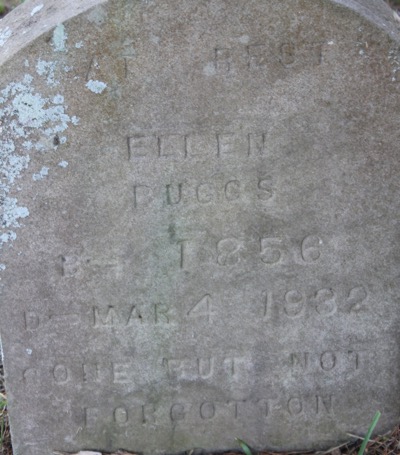 AT REST
ELLEN
BUGGS
B- 1856
D- MAR 4 1932
GONE BUT NOT
FORGOTTON